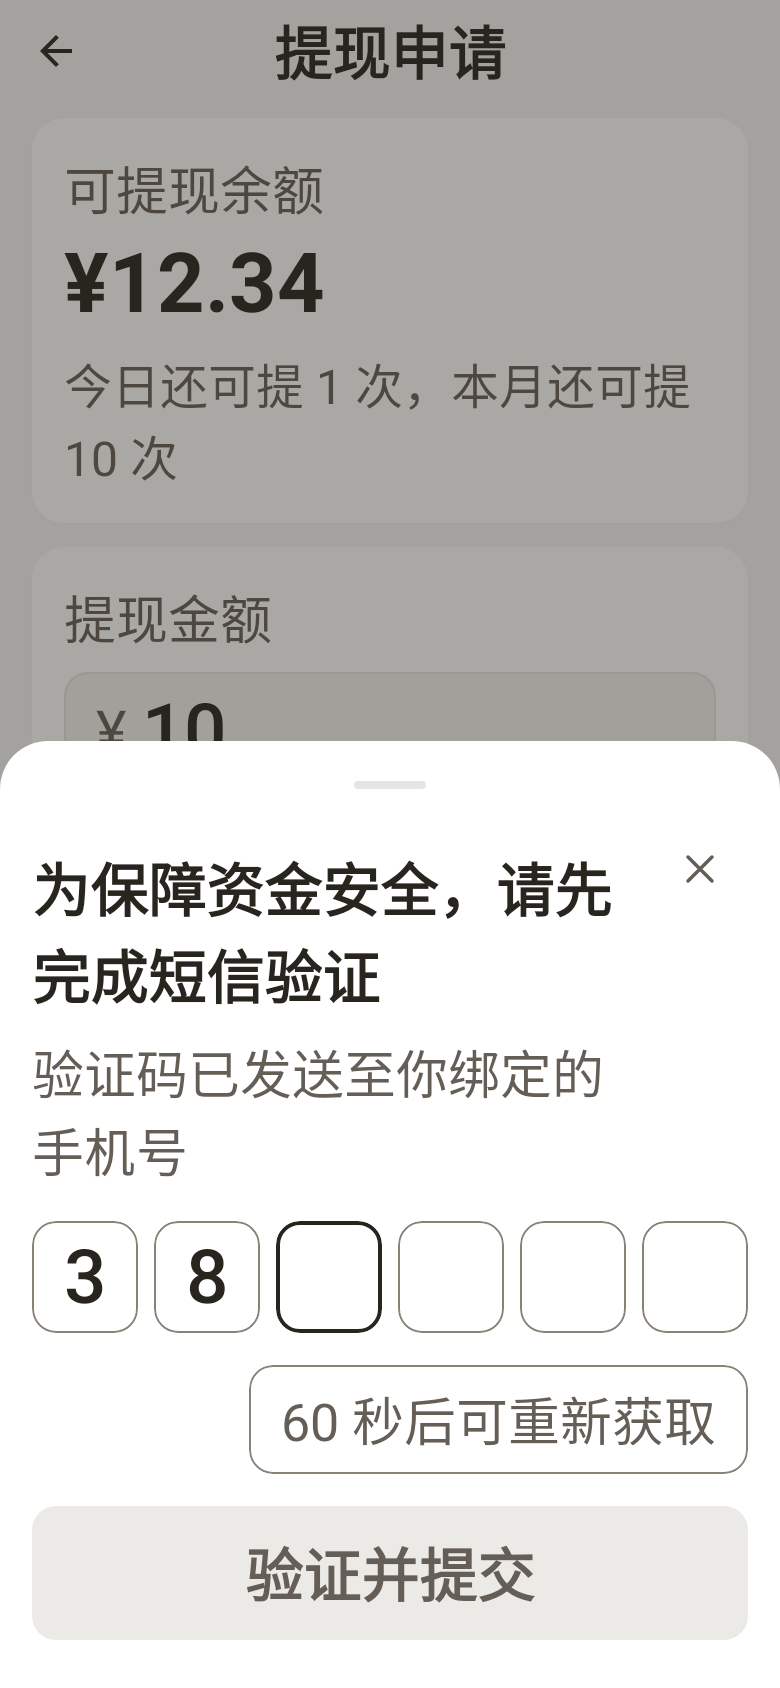 提现申请
可提现余额
¥12.34
今日还可提 1 次，本月还可提
10 次
提现金额
¥ 10
为保障资金安全，请先
完成短信验证
验证码已发送至你绑定的
手机号
3 8
60 秒后可重新获取
验证并提交